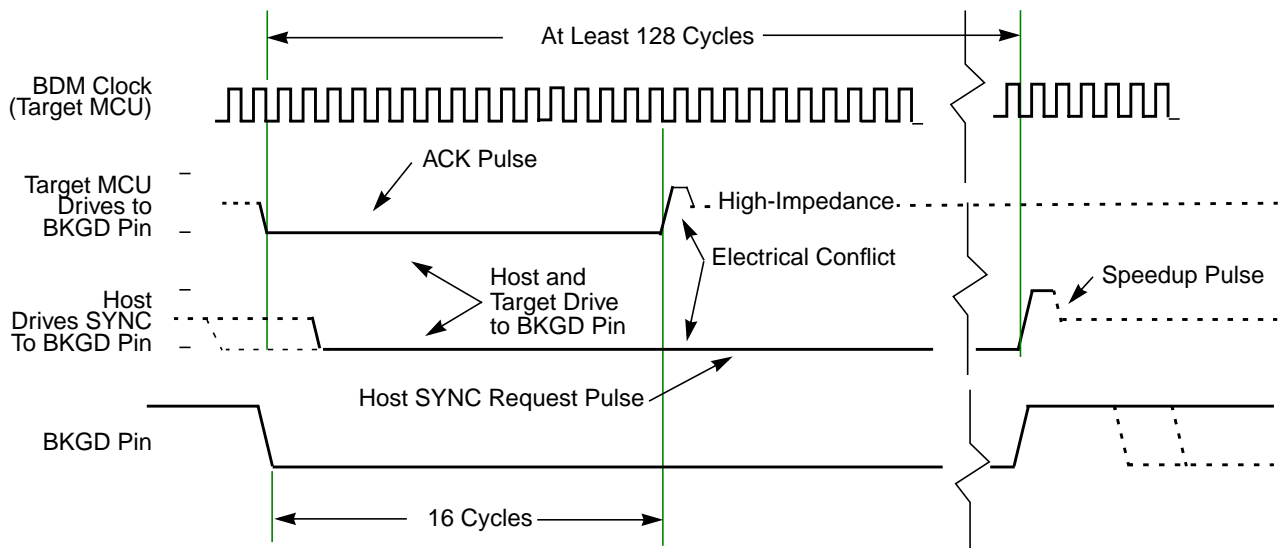 At Least 128 Cycles
BDM Clock
(Target MCU)
ACK Pulse
Target MCU
Drives to
BKGD Pin
High-Impedance
Electrical Conflict
Host and
Target Drive
to BKGD Pin
Speedup Pulse
Host
Drives SYNC
To BKGD Pin
Host SYNC Request Pulse
BKGD Pin
16 Cycles